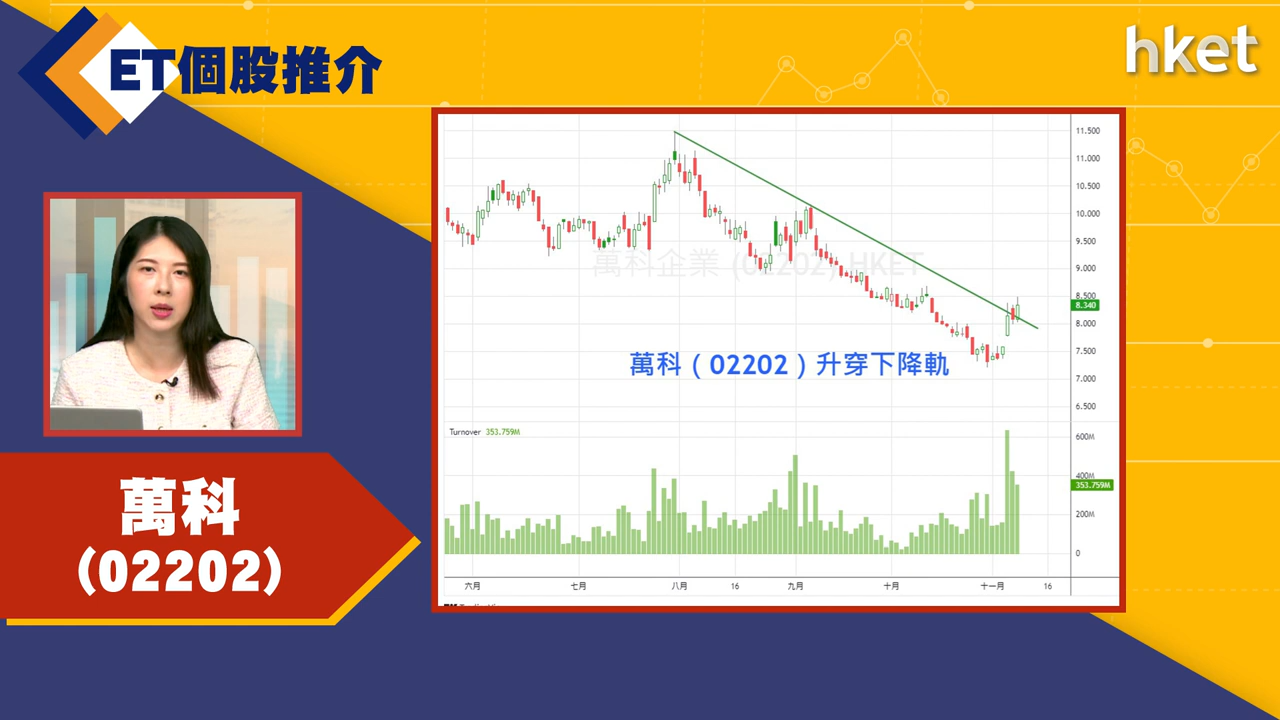 ET個股推介
hket
萬科
(02202)
萬科企業 (02202), HKET
萬科（02202）升穿下降軌
11.500
11.000
10.500
10.000
9.500
9.000
8.500
8.340
8.000
7.500
7.000
6.500
Turnover 353.759M
600M
400M
353.759M
200M
0
六月 七月 八月 16 九月 十月 十一月 16